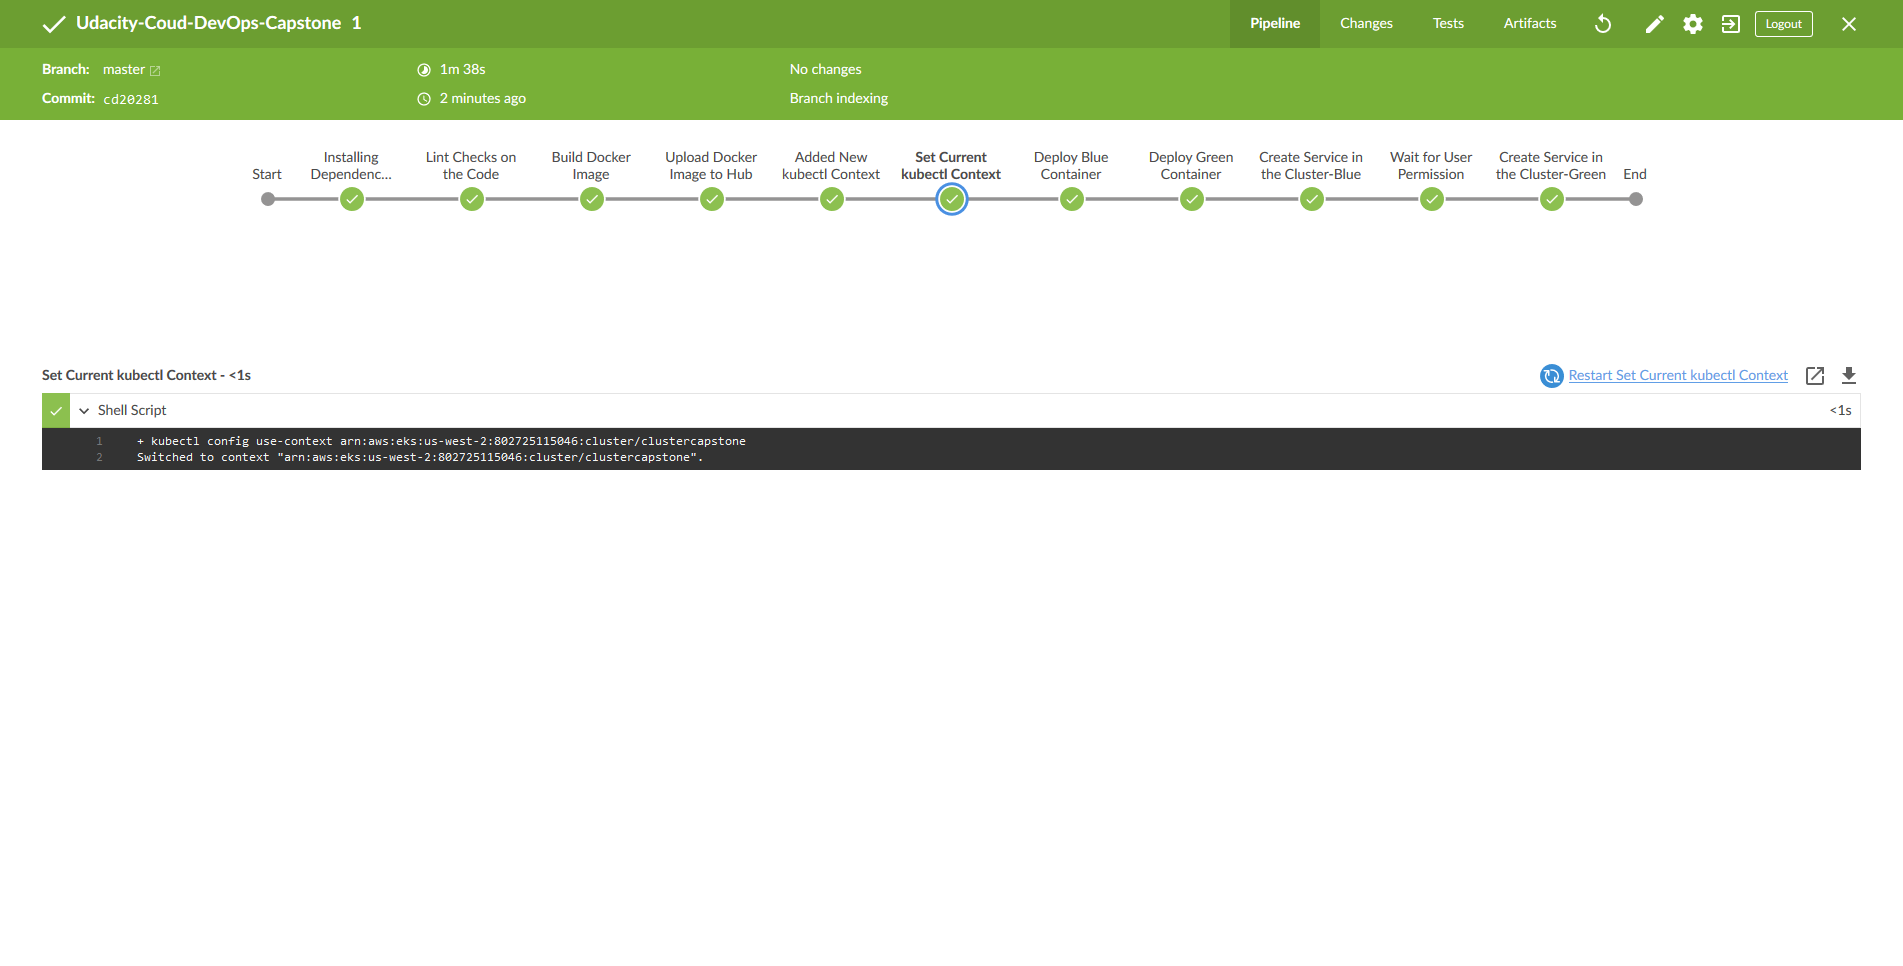 Udacity-Coud-DevOps-Capstone 1
Pipeline Changes Tests Artifacts Logout
Branch: master 1m 38s No changes
Commit: cd20281 2 minutes ago Branch indexing
Start
Installing
Dependenc...
Lint Checks on
the Code
Build Docker
Image
Upload Docker
Image to Hub
Added New
kubectl Context
Set Current
kubectl Context
Deploy Blue
Container
Deploy Green
Container
Create Service in
the Cluster-Blue
Wait for User
Permission
Create Service in
the Cluster-Green
End
Set Current kubectl Context - <1s Restart Set Current kubectl Context
Shell Script <1s
1 + kubectl config use-context arn:aws:eks:us-west-2:802725115046:cluster/clustercapstone
2 Switched to context "arn:aws:eks:us-west-2:802725115046:cluster/clustercapstone".